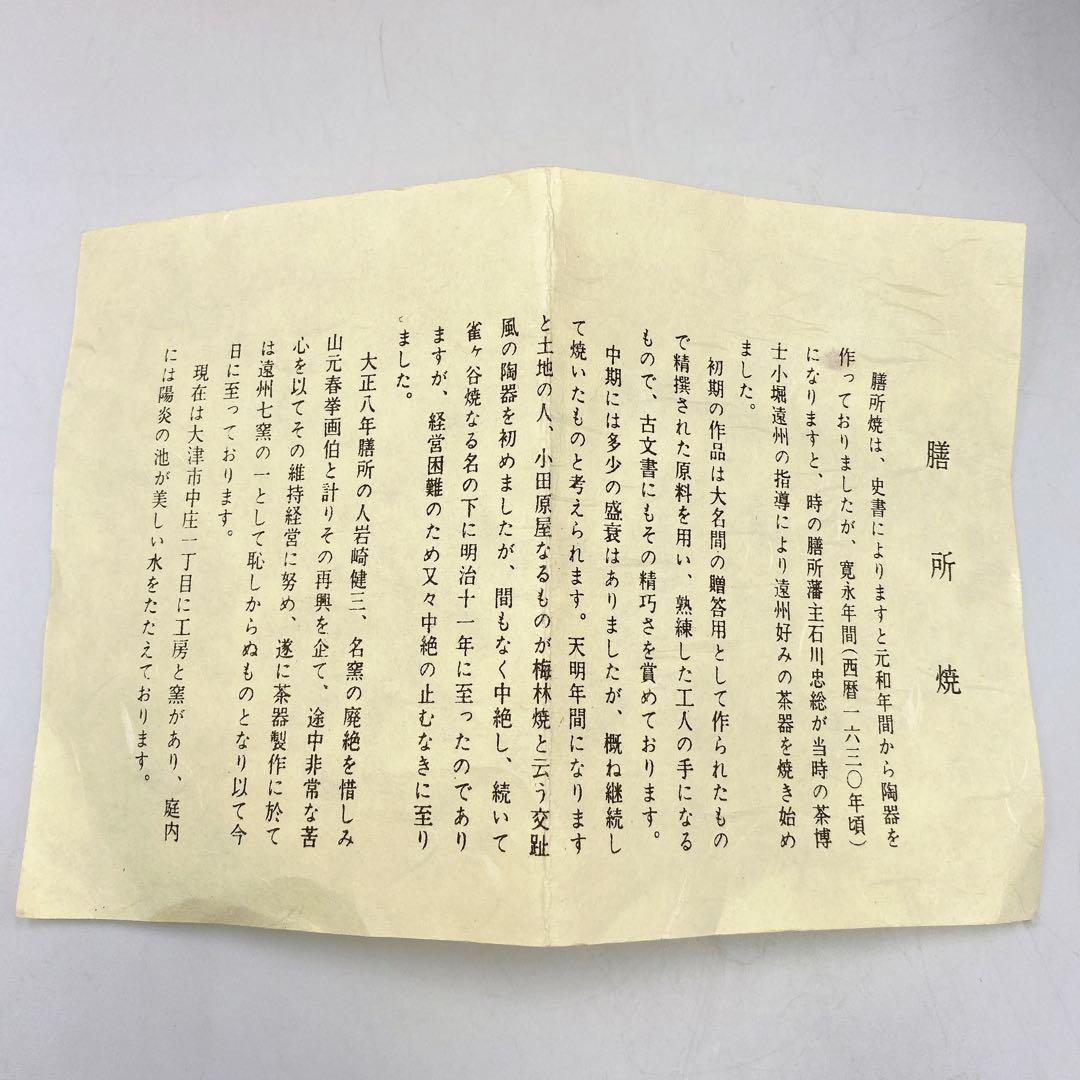 膳所焼
膳所焼は、史書によりますと元和年間から陶器を
作っておりましたが、寛永年間(西暦一六三〇年頃)
になりますと、時の膳所藩主石川忠総が当時の茶博
士小堀遠州の指導により遠州好みの茶器を焼き始め
ました。
初期の作品は大名間の贈答用として作られたもの
で精撰された原料を用い、熟練した工人の手になる
もので、古文書にもその精巧さを賞めております。
中期には多少の盛衰はありましたが、概ね継続し
て焼いたものと考えられます。天明年間になります
と土地の人、小田原屋なるものが梅林焼と云う交趾
風の陶器を初めましたが、間もなく中絶し、続いて
雀ヶ谷焼なる名の下に明治十一年に至ったのであり
ますが、経営困難のため又々中絶の止むなきに至り
ました。
大正八年膳所の人岩崎健三、名窯の廃絶を惜しみ
山元春挙画伯と計りその再興を企て、途中非常な苦
心を以てその維持経営に努め、遂に茶器製作に於て
は遠州七窯の一として恥しからぬものとなり以て今
日に至っております。
現在は大津市中庄一丁目に工房と窯があり、庭内
には陽炎の池が美しい水をたたえております。